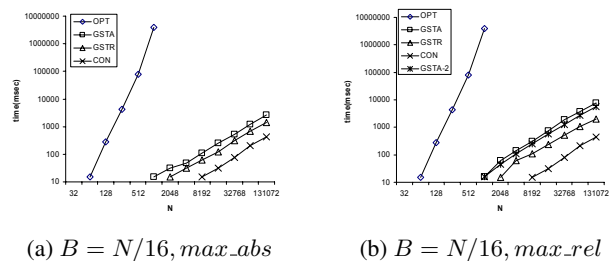 10000000
1000000
100000
10000
1000
100
10
time(msec)
OPT
GSTA
GSTR
CON
32 128 512 2048 8192 32768 131072
N
(a) B = N/16, max_abs
10000000
1000000
100000
10000
1000
100
10
time(msec)
OPT
GSTA
GSTR
CON
GSTA-2
32 128 512 2048 8192 32768 131072
N
(b) B = N/16, max_rel